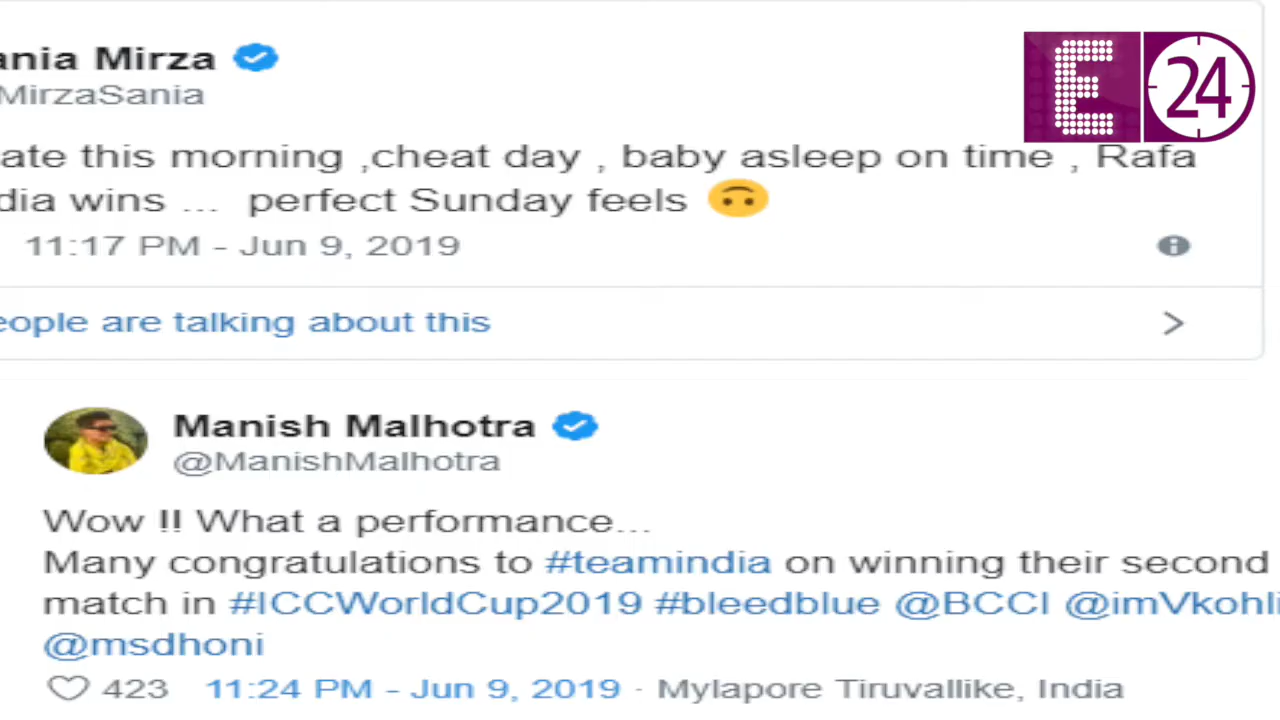 ania Mirza
MirzaSania
E 24
ate this morning ,cheat day , baby asleep on time , Rafa
dia wins ... perfect Sunday feels 🙃
11:17 PM - Jun 9, 2019
eople are talking about this
Manish Malhotra
@ManishMalhotra
Wow !! What a performance...
Many congratulations to #teamindia on winning their second
match in #ICCWorldCup2019 #bleedblue @BCCI @imVkohli
@msdhoni
423 11:24 PM - Jun 9, 2019 · Mylapore Tiruvallike, India